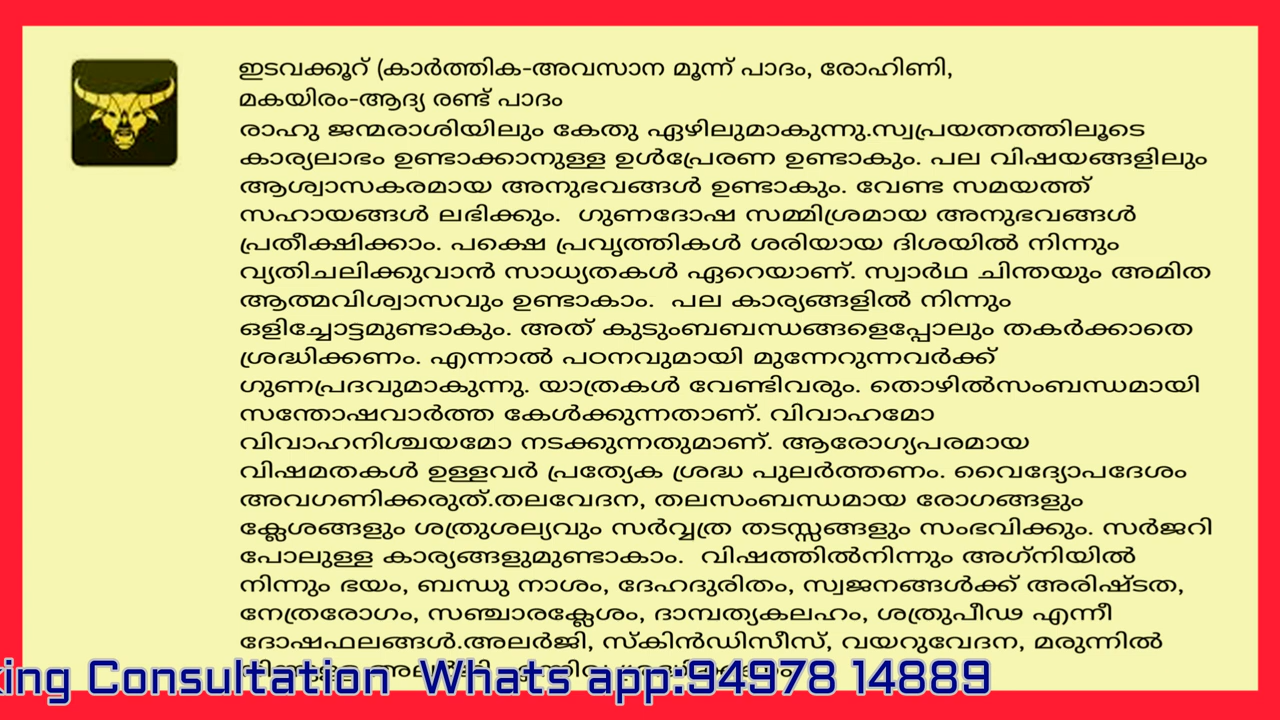 ഇടവക്കൂറ് (കാർത്തിക-അവസാന മൂന്ന് പാദം, രോഹിണി,
മകയിരം-ആദ്യ രണ്ട് പാദം
രാഹു ജന്മരാശിയിലും കേതു ഏഴിലുമാകുന്നു.സ്വപ്രയത്നത്തിലൂടെ
കാര്യലാഭം ഉണ്ടാക്കാനുള്ള ഉൾപ്രേരണ ഉണ്ടാകും. പല വിഷയങ്ങളിലും
ആശ്വാസകരമായ അനുഭവങ്ങൾ ഉണ്ടാകും. വേണ്ട സമയത്ത്
സഹായങ്ങൾ ലഭിക്കും.  ഗുണദോഷ സമ്മിശ്രമായ അനുഭവങ്ങൾ
പ്രതീക്ഷിക്കാം. പക്ഷെ പ്രവൃത്തികൾ ശരിയായ ദിശയിൽ നിന്നും
വ്യതിചലിക്കുവാൻ സാധ്യതകൾ ഏറെയാണ്. സ്വാർഥ ചിന്തയും അമിത
ആത്മവിശ്വാസവും ഉണ്ടാകാം.  പല കാര്യങ്ങളിൽ നിന്നും
ഒളിച്ചോട്ടമുണ്ടാകും. അത് കുടുംബബന്ധങ്ങളെപ്പോലും തകർക്കാതെ
ശ്രദ്ധിക്കണം. എന്നാൽ പഠനവുമായി മുന്നേറുന്നവർക്ക്
ഗുണപ്രദവുമാകുന്നു. യാത്രകൾ വേണ്ടിവരും. തൊഴിൽസംബന്ധമായി
സന്തോഷവാർത്ത കേൾക്കുന്നതാണ്. വിവാഹമോ
വിവാഹനിശ്ചയമോ നടക്കുന്നതുമാണ്. ആരോഗ്യപരമായ
വിഷമതകൾ ഉള്ളവർ പ്രത്യേക ശ്രദ്ധ പുലർത്തണം. വൈദ്യോപദേശം
അവഗണിക്കരുത്.തലവേദന, തലസംബന്ധമായ രോഗങ്ങളും
ക്ലേശങ്ങളും ശത്രുശല്യവും സർവ്വത്ര തടസ്സങ്ങളും സംഭവിക്കും. സർജറി
പോലുള്ള കാര്യങ്ങളുമുണ്ടാകാം.  വിഷത്തിൽനിന്നും അഗ്നിയിൽ
നിന്നും ഭയം, ബന്ധു നാശം, ദേഹദുരിതം, സ്വജനങ്ങൾക്ക് അരിഷ്ടത,
നേത്രരോഗം, സഞ്ചാരക്ലേശം, ദാമ്പത്യകലഹം, ശത്രുപീഢ എന്നീ
ദോഷഫലങ്ങൾ.അലർജി, സ്കിൻഡിസീസ്, വയറുവേദന, മരുന്നിൽ
king Consultation  Whats app:94978 14889